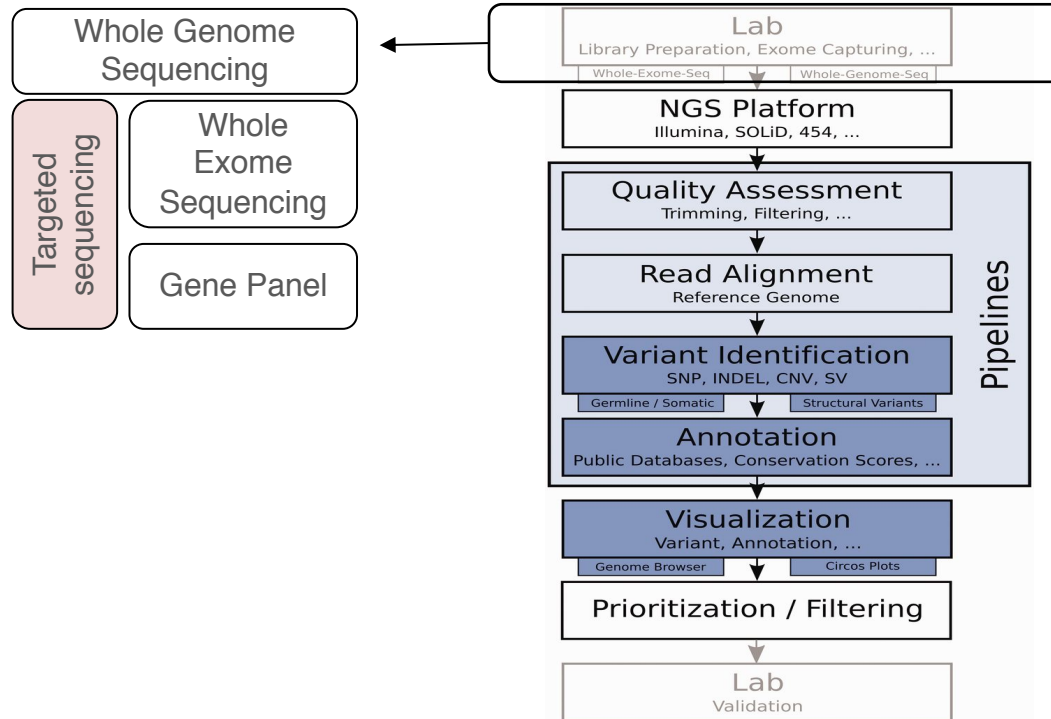 Whole Genome
Sequencing
Targeted
sequencing
Whole
Exome
Sequencing
Gene Panel
Lab
Library Preparation, Exome Capturing, ...
Whole-Exome-Seq
Whole-Genome-Seq
NGS Platform
Illumina, SOLiD, 454, ...
Quality Assessment
Trimming, Filtering, ...
Read Alignment
Reference Genome
Variant Identification
SNP, INDEL, CNV, SV
Germline / Somatic
Structural Variants
Annotation
Public Databases, Conservation Scores, ...
Pipelines
Visualization
Variant, Annotation, ...
Genome Browser
Circos Plots
Prioritization / Filtering
Lab
Validation